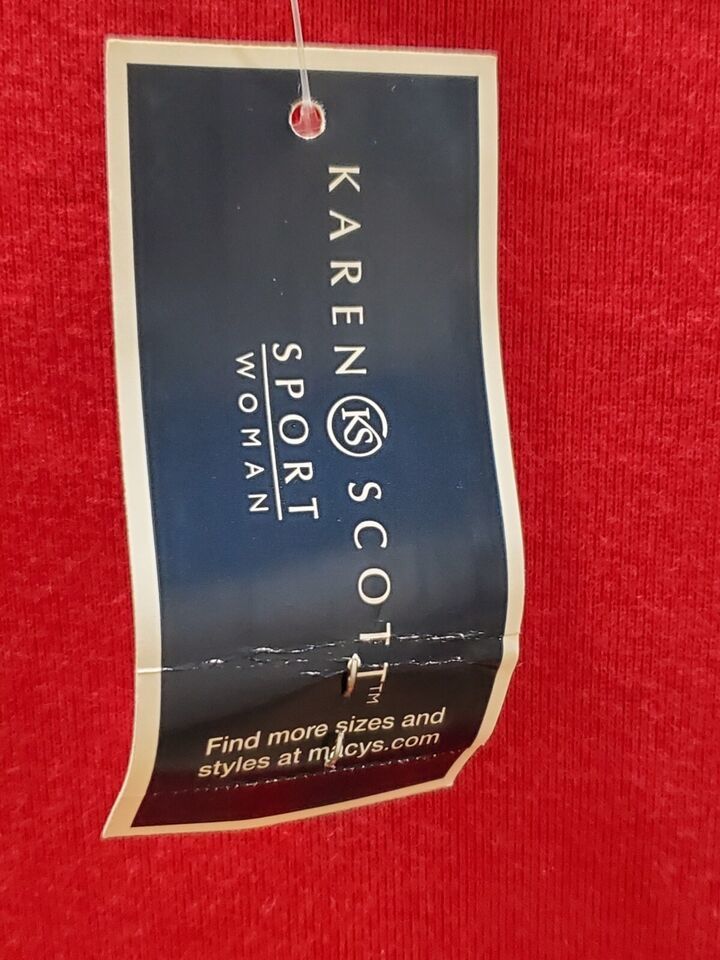 KAREN KS SCOTT™
SPORT
WOMAN
Find more sizes and
styles at macys.com